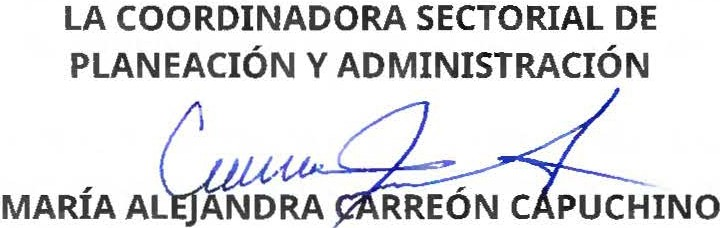 LA COORDINADORA SECTORIAL DE
PLANEACIÓN Y ADMINISTRACIÓN
MARÍA ALEJANDRA CARREÓN CAPUCHINO